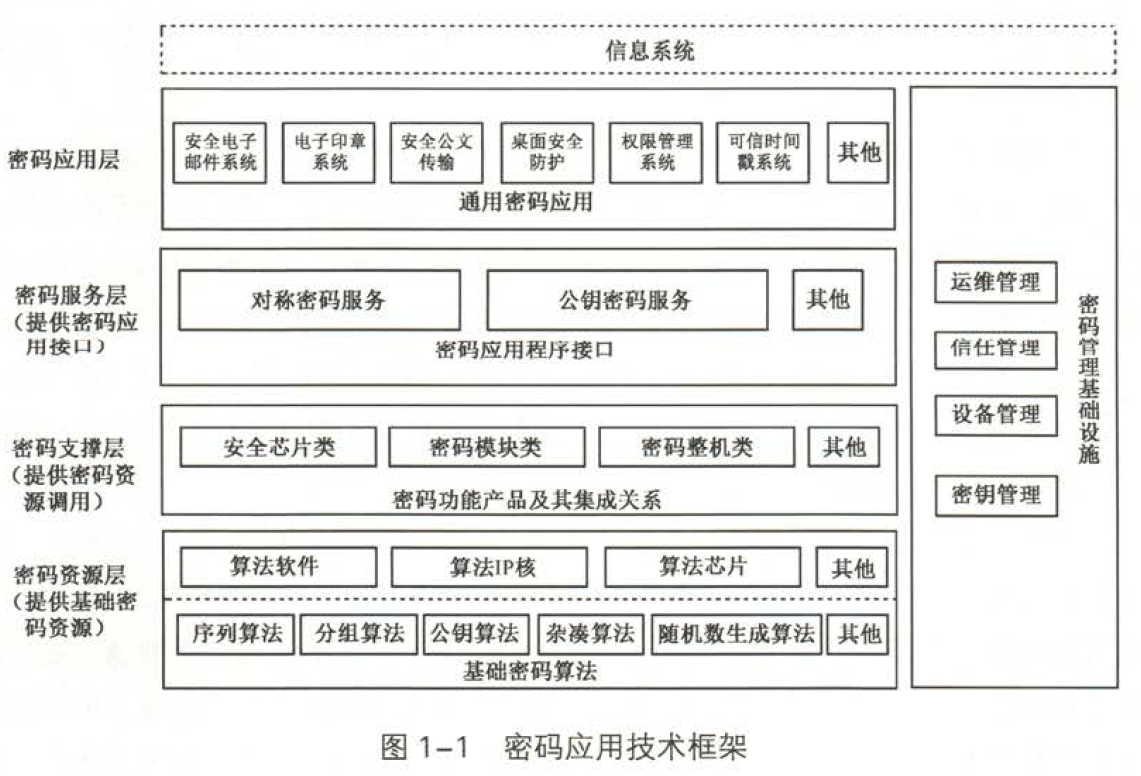 信息系统
密码应用层
安全电子
邮件系统
电子印章
系统
安全公文
传输
桌面安全
防护
权限管理
系统
可信时间
戳系统
其他
通用密码应用
密码服务层
（提供密码应
用接口）
对称密码服务
公钥密码服务
其他
密码应用程序接口
密码支撑层
（提供密码资
源调用）
安全芯片类
密码模块类
密码整机类
其他
密码功能产品及其集成关系
密码资源层
（提供基础密
码资源）
算法软件
算法IP核
算法芯片
其他
序列算法
分组算法
公钥算法
杂凑算法
随机数生成算法
其他
基础密码算法
运维管理
信任管理
设备管理
密钥管理
密码管理基础设施
图 1-1 密码应用技术框架